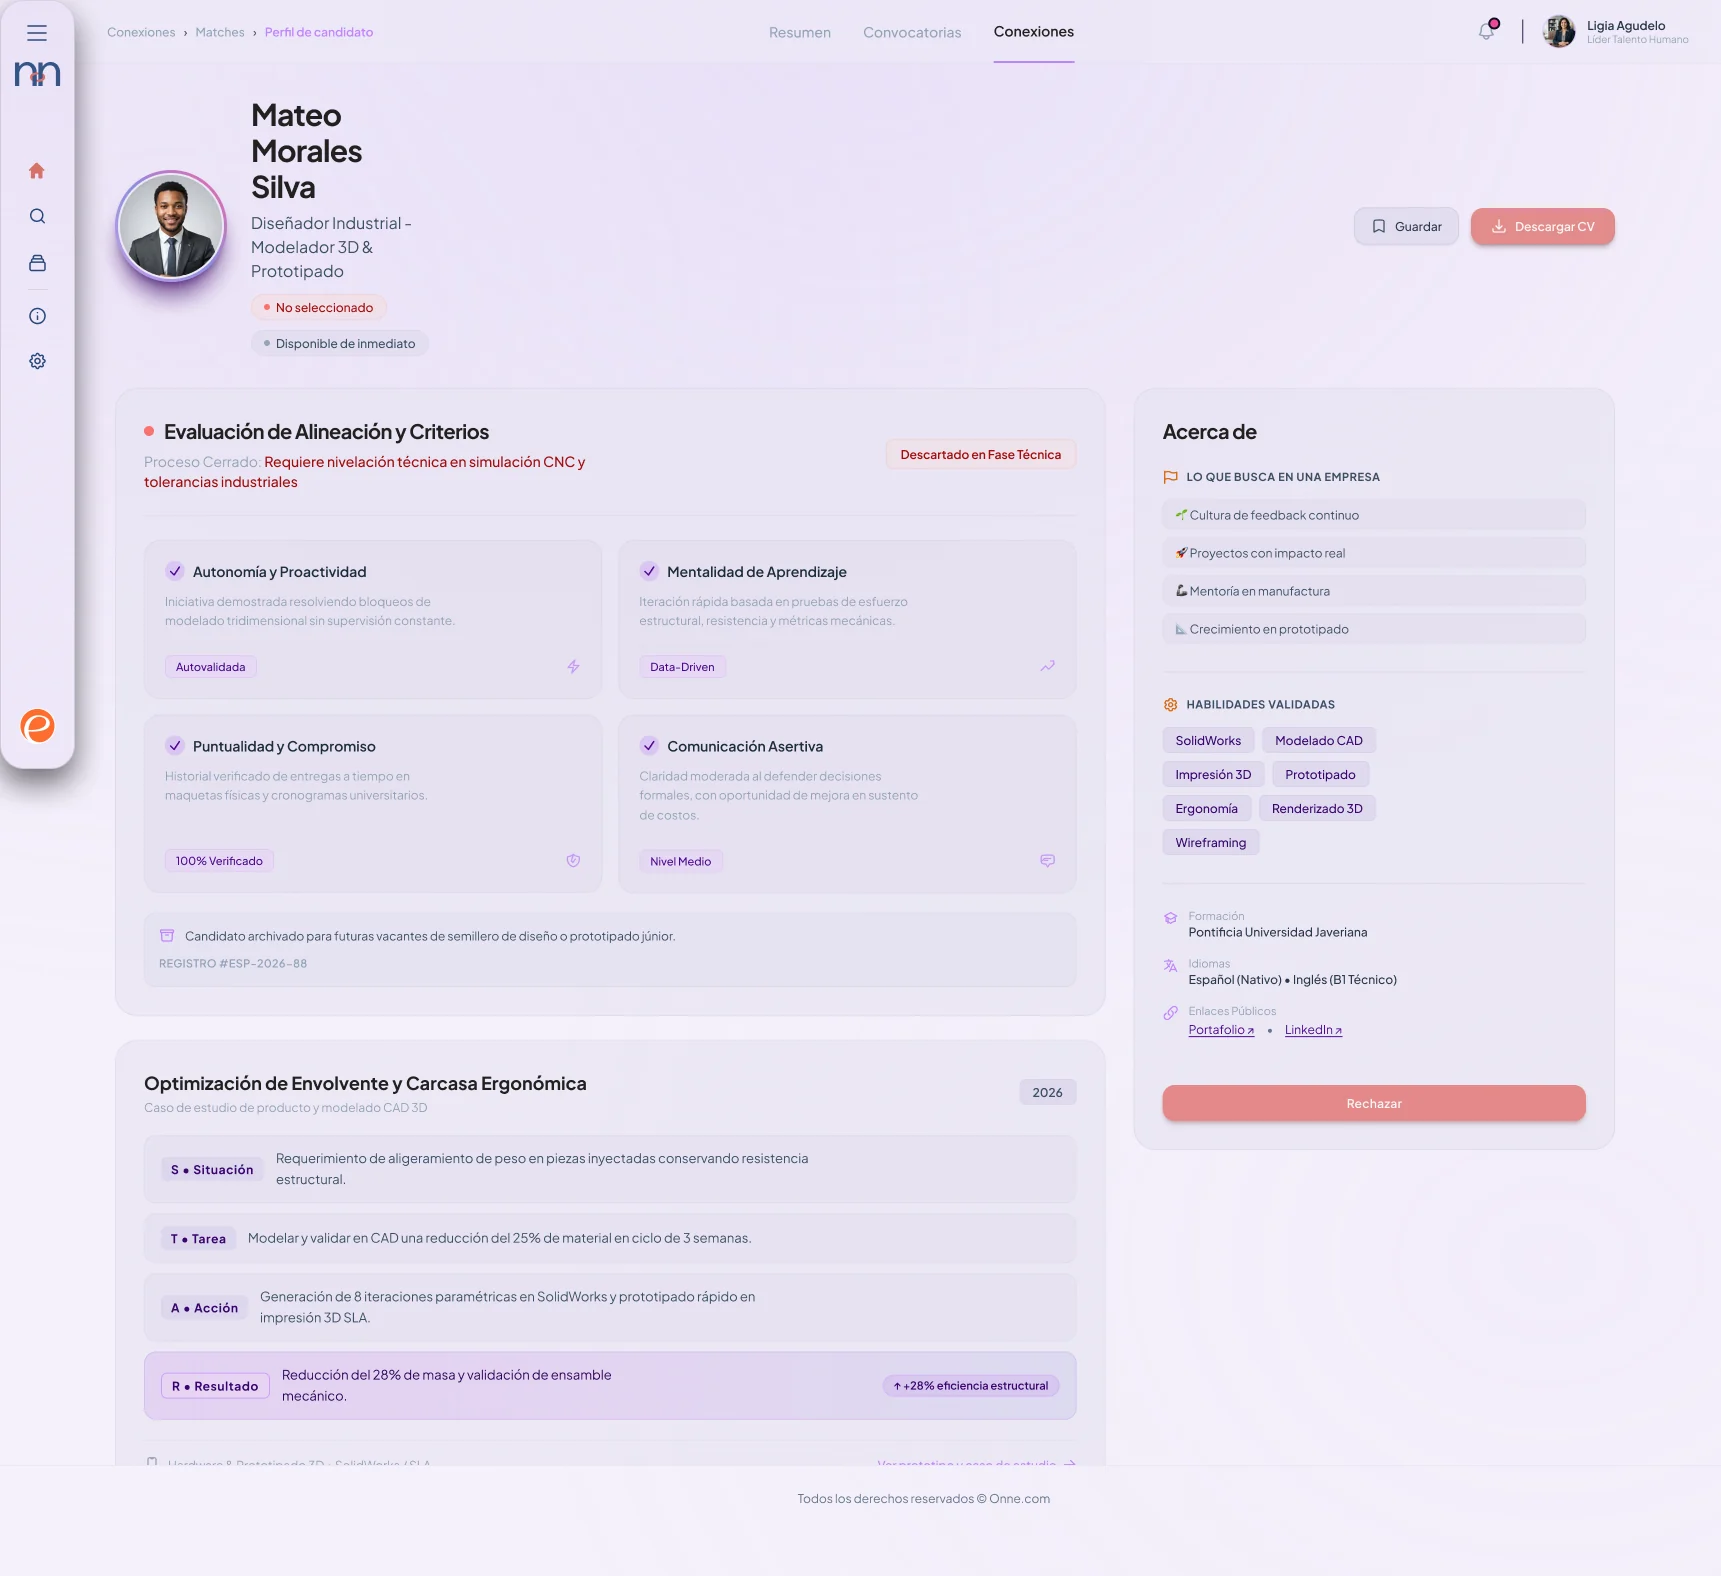 Conexiones › Matches › Perfil de candidato
Resumen
Convocatorias
Conexiones
Ligia Agudelo
Líder Talento Humano
Mateo
Morales
Silva
Diseñador Industrial -
Modelador 3D &
Prototipado
No seleccionado
Disponible de inmediato
Guardar
Descargar CV
Evaluación de Alineación y Criterios
Proceso Cerrado: Requiere nivelación técnica en simulación CNC y
tolerancias industriales
Descartado en Fase Técnica
Autonomía y Proactividad
Iniciativa demostrada resolviendo bloqueos de
modelado tridimensional sin supervisión constante.
Autovalidada
Mentalidad de Aprendizaje
Iteración rápida basada en pruebas de esfuerzo
estructural, resistencia y métricas mecánicas.
Data-Driven
Puntualidad y Compromiso
Historial verificado de entregas a tiempo en
maquetas físicas y cronogramas universitarios.
100% Verificado
Comunicación Asertiva
Claridad moderada al defender decisiones
formales, con oportunidad de mejora en sustento
de costos.
Nivel Medio
Candidato archivado para futuras vacantes de semillero de diseño o prototipado júnior.
REGISTRO #ESP-2026-88
Optimización de Envolvente y Carcasa Ergonómica
Caso de estudio de producto y modelado CAD 3D
2026
S • Situación
Requerimiento de aligeramiento de peso en piezas inyectadas conservando resistencia
estructural.
T • Tarea
Modelar y validar en CAD una reducción del 25% de material en ciclo de 3 semanas.
A • Acción
Generación de 8 iteraciones paramétricas en SolidWorks y prototipado rápido en
impresión 3D SLA.
R • Resultado
Reducción del 28% de masa y validación de ensamble
mecánico.
↑ +28% eficiencia estructural
Hardware & Prototipado 3D • SolidWorks / SLA
Ver prototipo y caso de estudio →
Acerca de
LO QUE BUSCA EN UNA EMPRESA
🌱 Cultura de feedback continuo
🚀 Proyectos con impacto real
🦾 Mentoría en manufactura
📐 Crecimiento en prototipado
HABILIDADES VALIDADAS
SolidWorks
Modelado CAD
Impresión 3D
Prototipado
Ergonomía
Renderizado 3D
Wireframing
Formación
Pontificia Universidad Javeriana
Idiomas
Español (Nativo) • Inglés (B1 Técnico)
Enlaces Públicos
Portafolio ↗ • LinkedIn ↗
Rechazar
Todos los derechos reservados © Onne.com